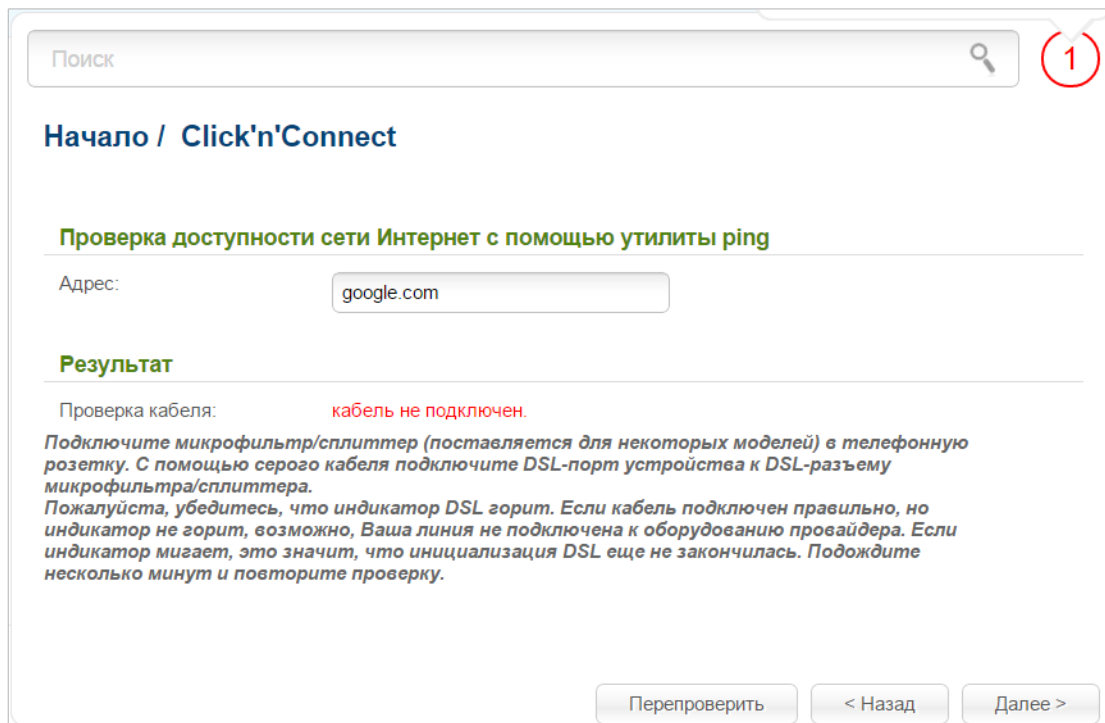 Поиск
1
Начало / Click'n'Connect
Проверка доступности сети Интернет с помощью утилиты ping
Адрес:
google.com
Результат
Проверка кабеля: кабель не подключен.
Подключите микрофильтр/сплиттер (поставляется для некоторых моделей) в телефонную
розетку. С помощью серого кабеля подключите DSL-порт устройства к DSL-разъему
микрофильтра/сплиттера.
Пожалуйста, убедитесь, что индикатор DSL горит. Если кабель подключен правильно, но
индикатор не горит, возможно, Ваша линия не подключена к оборудованию провайдера. Если
индикатор мигает, это значит, что инициализация DSL еще не закончилась. Подождите
несколько минут и повторите проверку.
Перепроверить
< Назад
Далее >